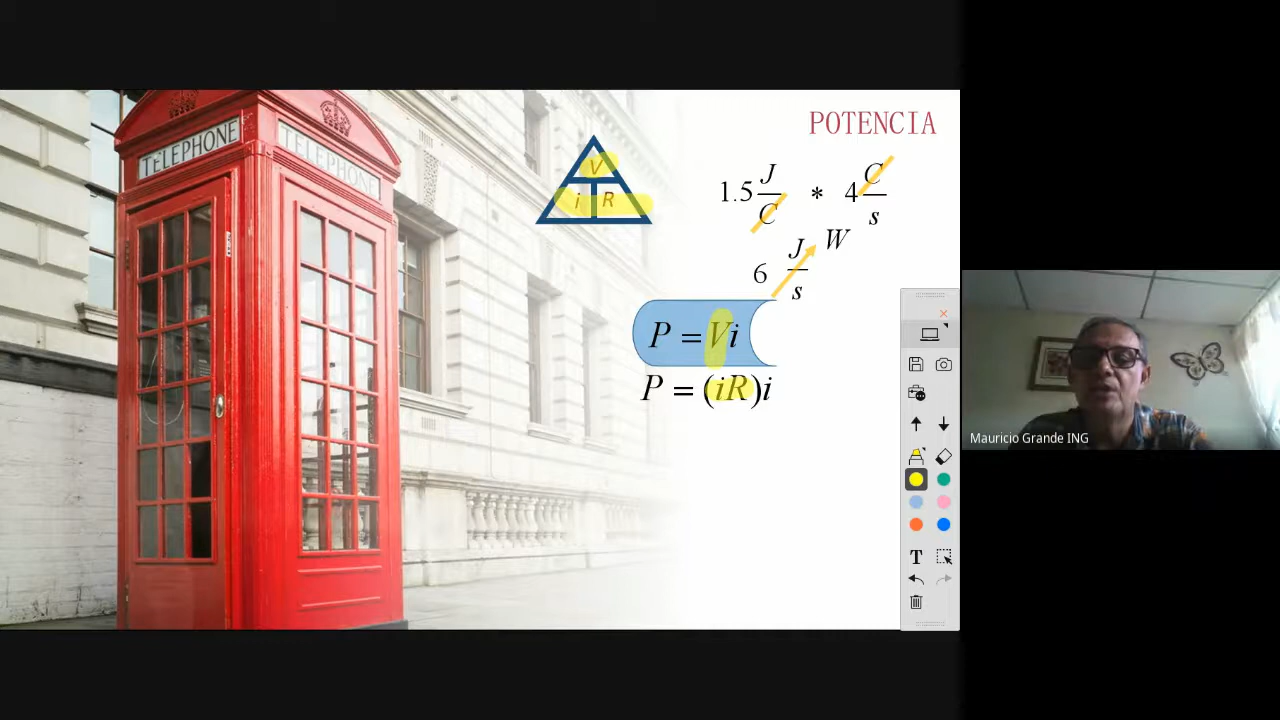 TELEPHONE
TELEPHONE
POTENCIA
V
i R
1.5 J/C * 4 C/s
6 J/s W
P = Vi
P = (iR)i
T
Mauricio Grande ING